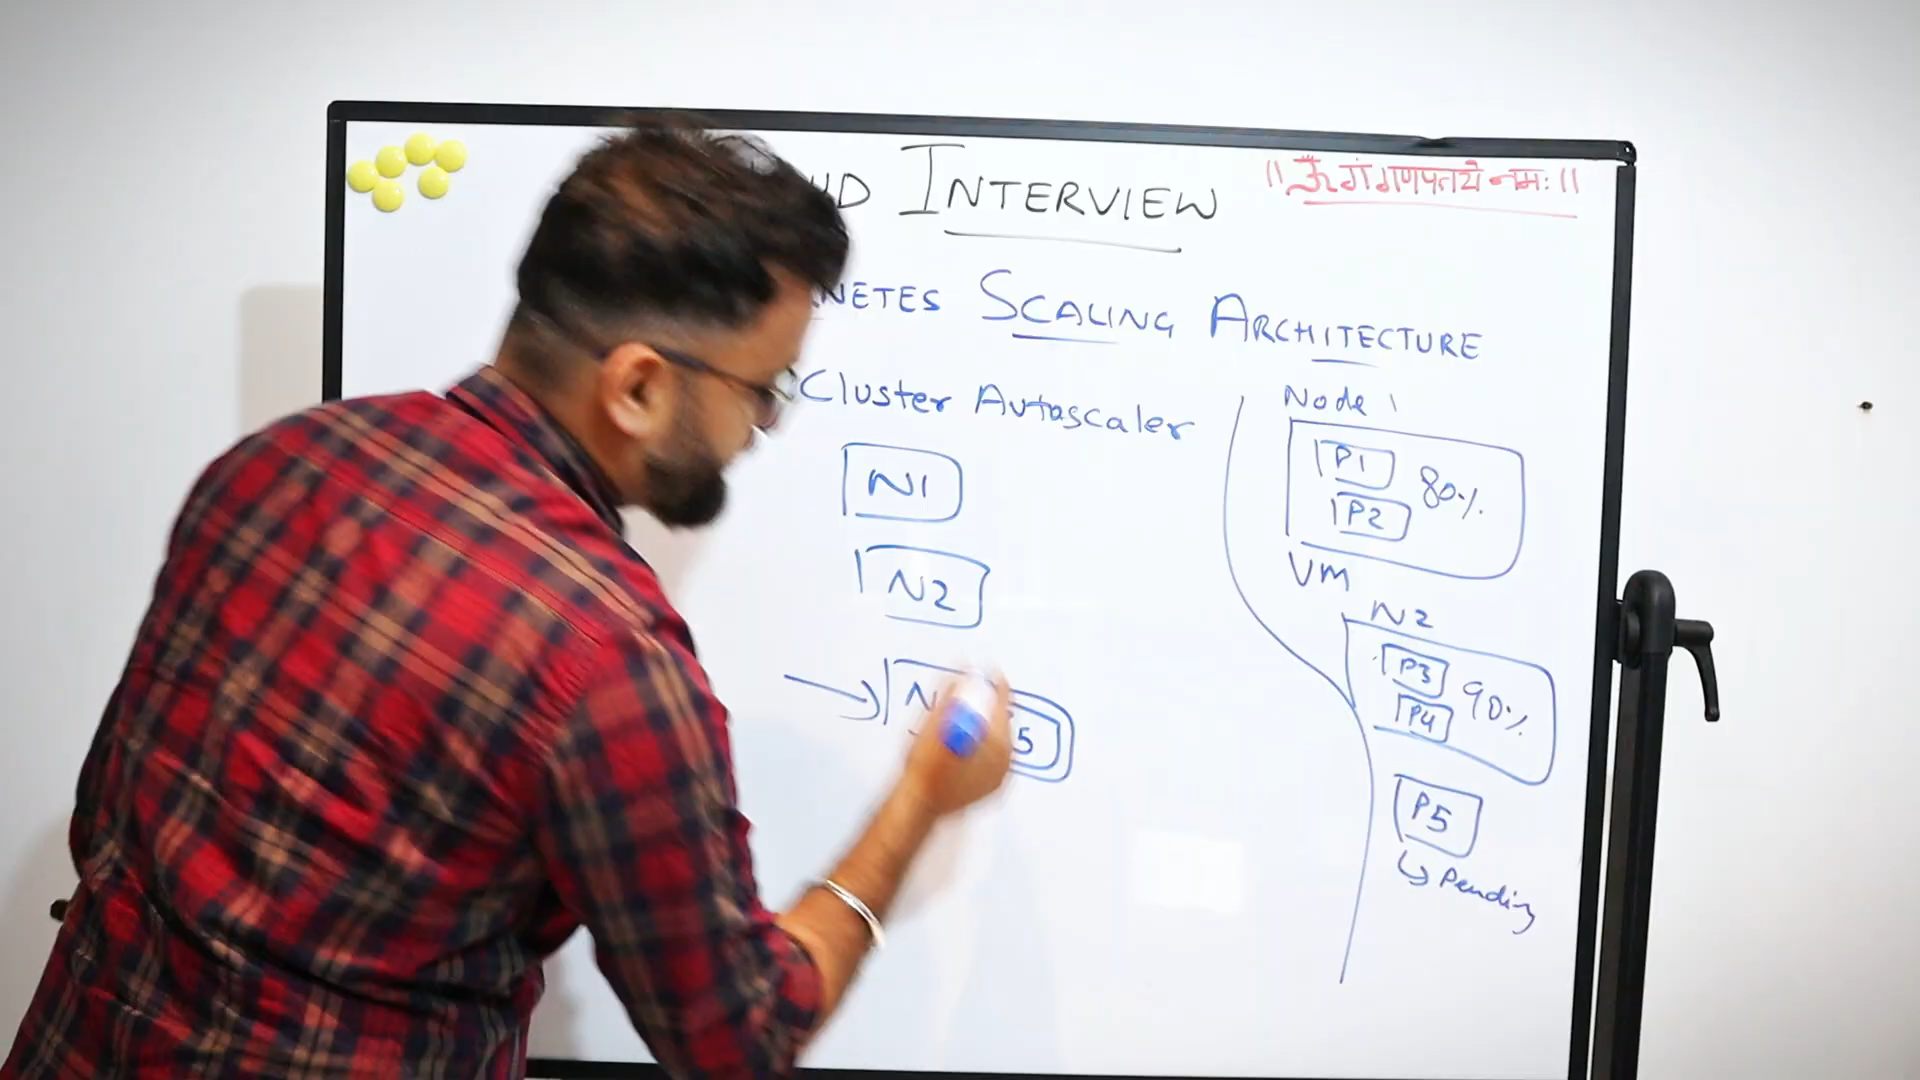 INTERVIEW
॥ ॐ गं गणपतये नमः ॥
SCALING ARCHITECTURE
Cluster Autoscaler
N1
N2
5
Node 1
P1
P2
80%
VM
N2
P3
P4
90%
P5
↳ Pending